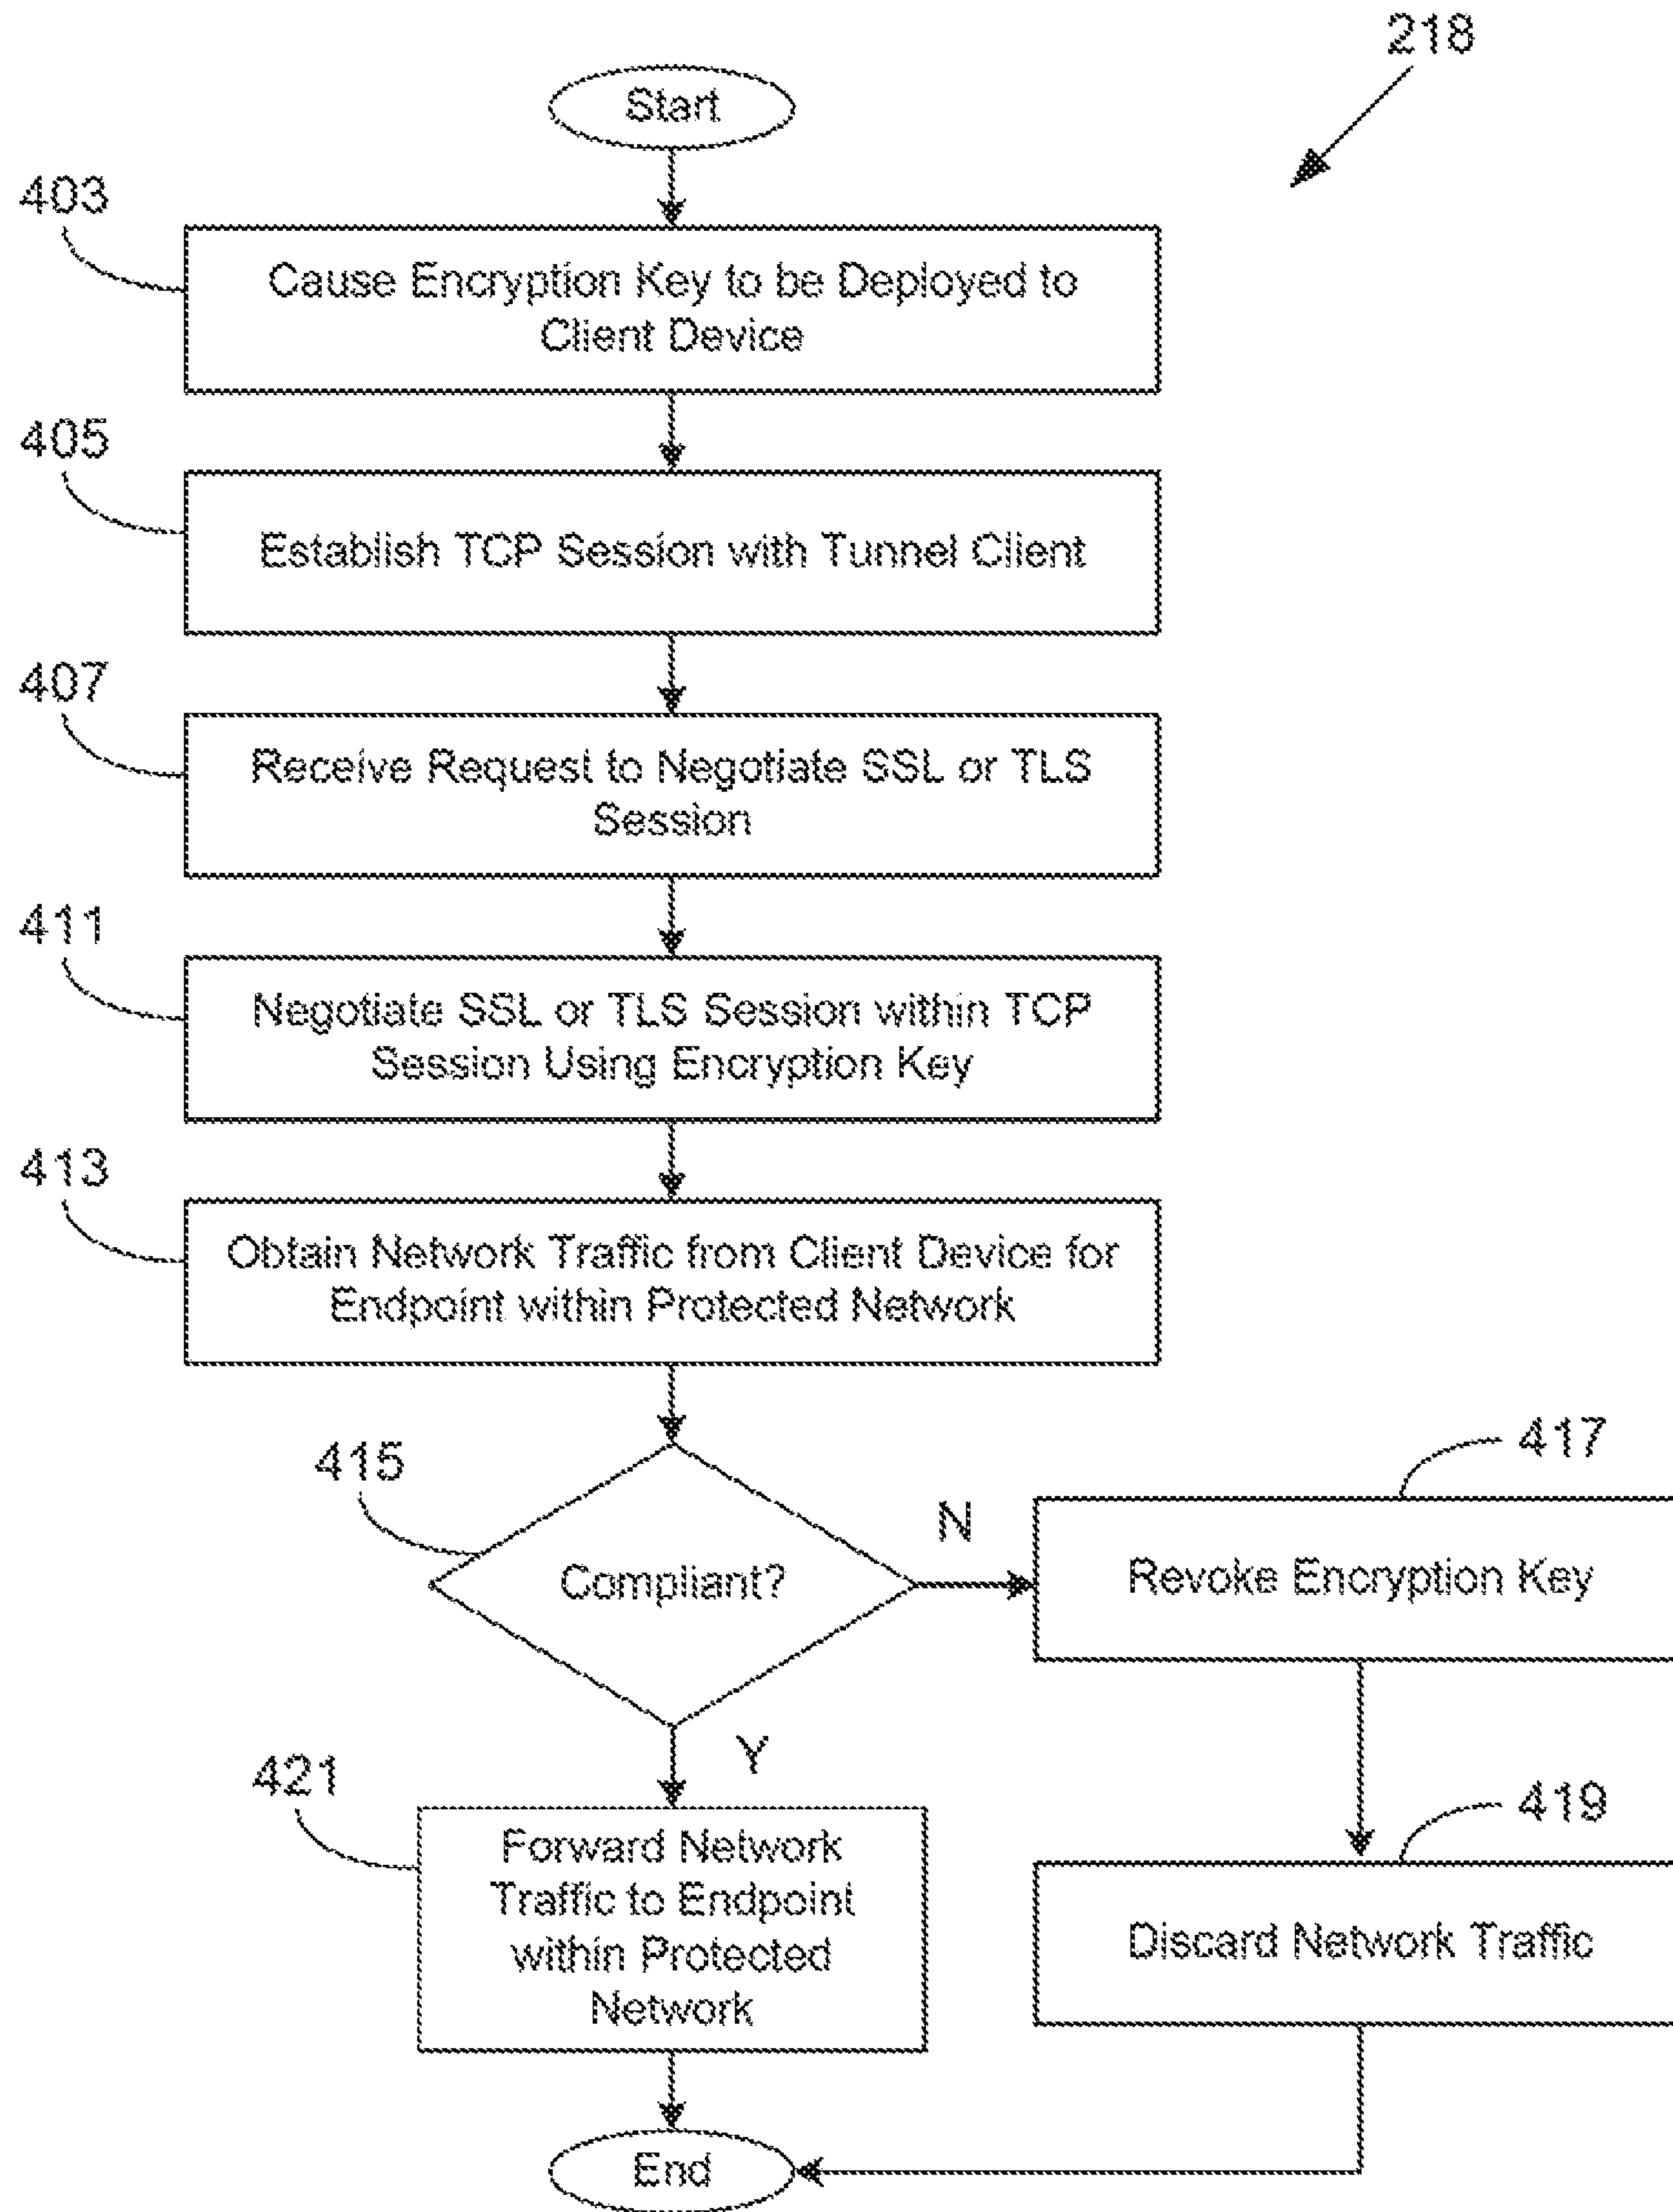 218
Start
403
Cause Encryption Key to be Deployed to
Client Device
405
Establish TCP Session with Tunnel Client
407
Receive Request to Negotiate SSL or TLS
Session
411
Negotiate SSL or TLS Session within TCP
Session Using Encryption Key
413
Obtain Network Traffic from Client Device for
Endpoint within Protected Network
415
Compliant?
N
417
Revoke Encryption Key
Y
421
Forward Network
Traffic to Endpoint
within Protected
Network
419
Discard Network Traffic
End